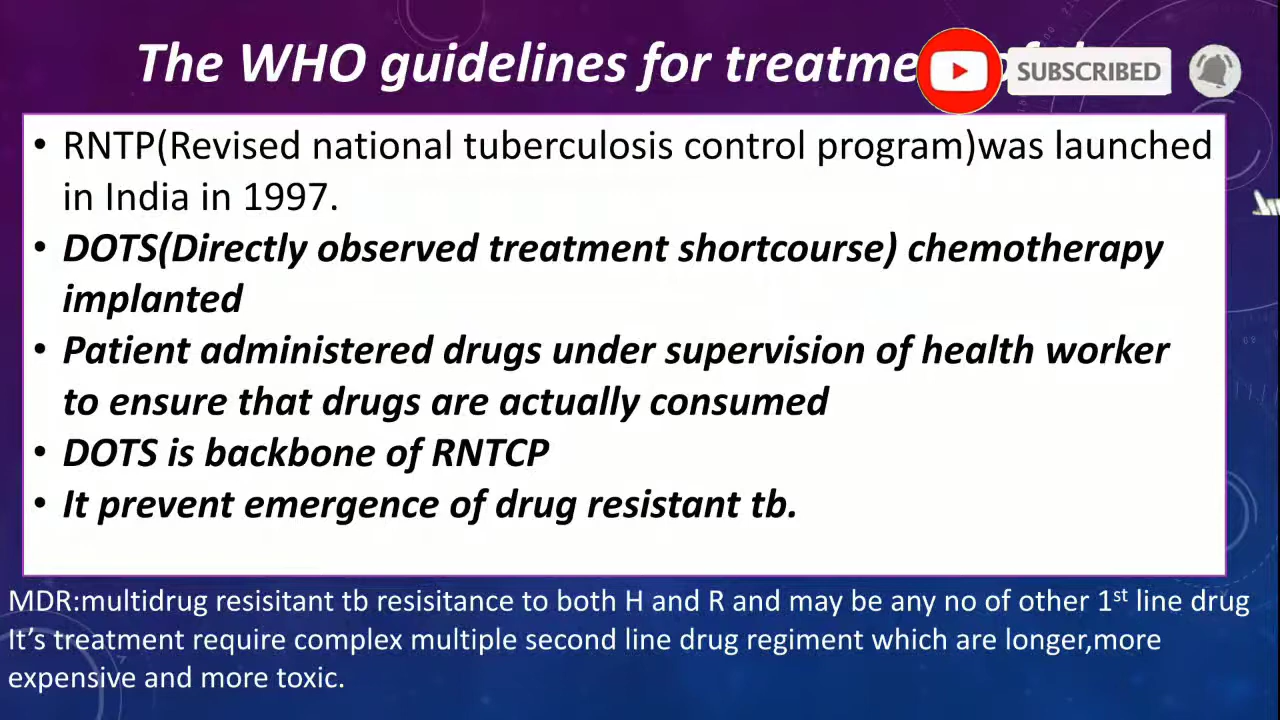 The WHO guidelines for
SUBSCRIBED
• RNTP(Revised national tuberculosis control program)was launched
in India in 1997.
• DOTS(Directly observed treatment shortcourse) chemotherapy
implanted
• Patient administered drugs under supervision of health worker
to ensure that drugs are actually consumed
• DOTS is backbone of RNTCP
• It prevent emergence of drug resistant tb.
MDR:multidrug resisitant tb resisitance to both H and R and may be any no of other 1st line drug
It's treatment require complex multiple second line drug regiment which are longer,more
expensive and more toxic.